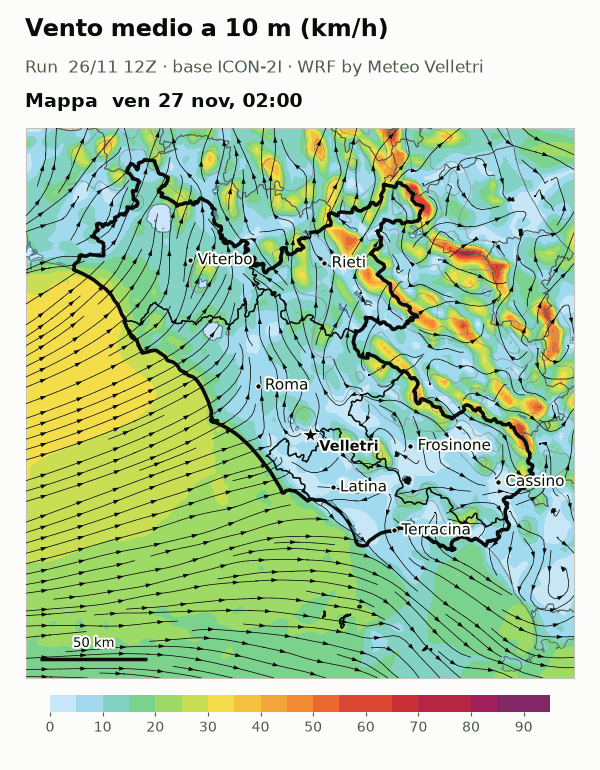 Vento medio a 10 m (km/h)
Run  26/11 12Z · base ICON-2I · WRF by Meteo Velletri
Mappa  ven 27 nov, 02:00
Viterbo
Rieti
Roma
Velletri
Frosinone
Cassino
Latina
Terracina
50 km
0 10 20 30 40 50 60 70 80 90